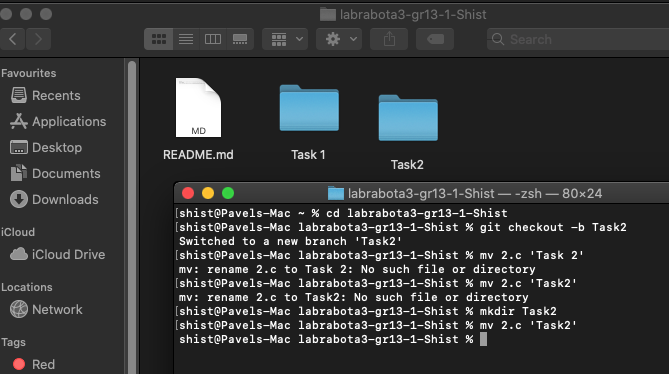 labrabota3-gr13-1-Shist
Search
Favourites
Recents
Applications
Desktop
Documents
Downloads
iCloud
iCloud Drive
Locations
Network
Tags
Red
MD
README.md
Task 1
Task2
labrabota3-gr13-1-Shist — -zsh — 80×24
[shist@Pavels-Mac ~ % cd labrabota3-gr13-1-Shist
[shist@Pavels-Mac labrabota3-gr13-1-Shist % git checkout -b Task2
Switched to a new branch 'Task2'
[shist@Pavels-Mac labrabota3-gr13-1-Shist % mv 2.c 'Task 2'
mv: rename 2.c to Task 2: No such file or directory
[shist@Pavels-Mac labrabota3-gr13-1-Shist % mv 2.c 'Task2'
mv: rename 2.c to Task2: No such file or directory
[shist@Pavels-Mac labrabota3-gr13-1-Shist % mkdir Task2
[shist@Pavels-Mac labrabota3-gr13-1-Shist % mv 2.c 'Task2'
shist@Pavels-Mac labrabota3-gr13-1-Shist %